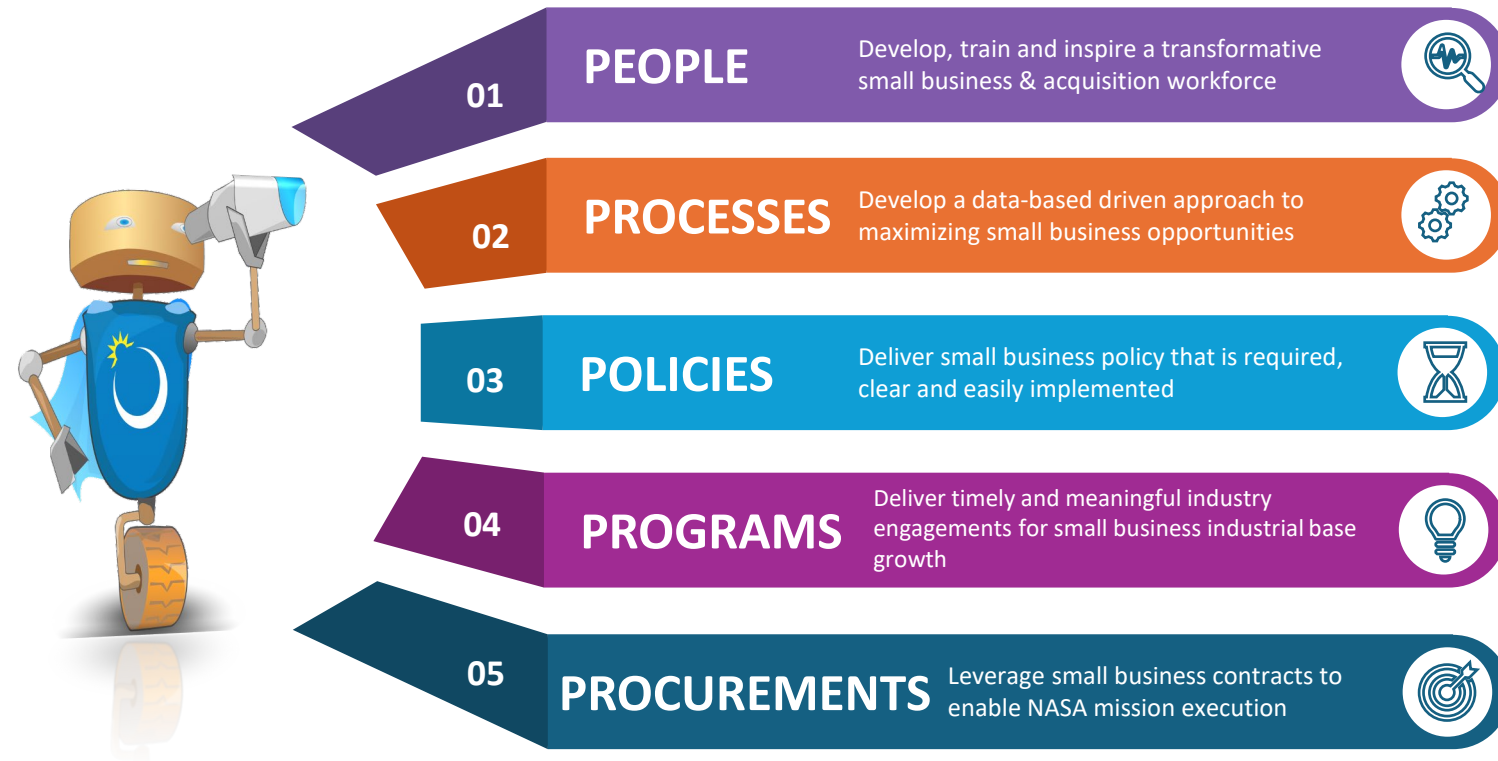 01
PEOPLE
Develop, train and inspire a transformative
small business & acquisition workforce
02
PROCESSES
Develop a data-based driven approach to
maximizing small business opportunities
03
POLICIES
Deliver small business policy that is required,
clear and easily implemented
04
PROGRAMS
Deliver timely and meaningful industry
engagements for small business industrial base
growth
05
PROCUREMENTS
Leverage small business contracts to
enable NASA mission execution